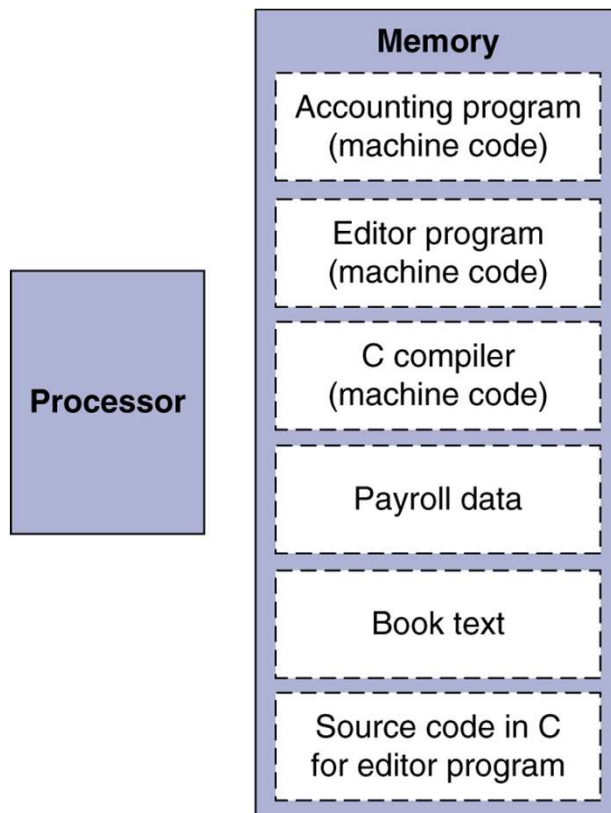 Memory
Accounting program
(machine code)
Editor program
(machine code)
C compiler
(machine code)
Processor
Payroll data
Book text
Source code in C
for editor program